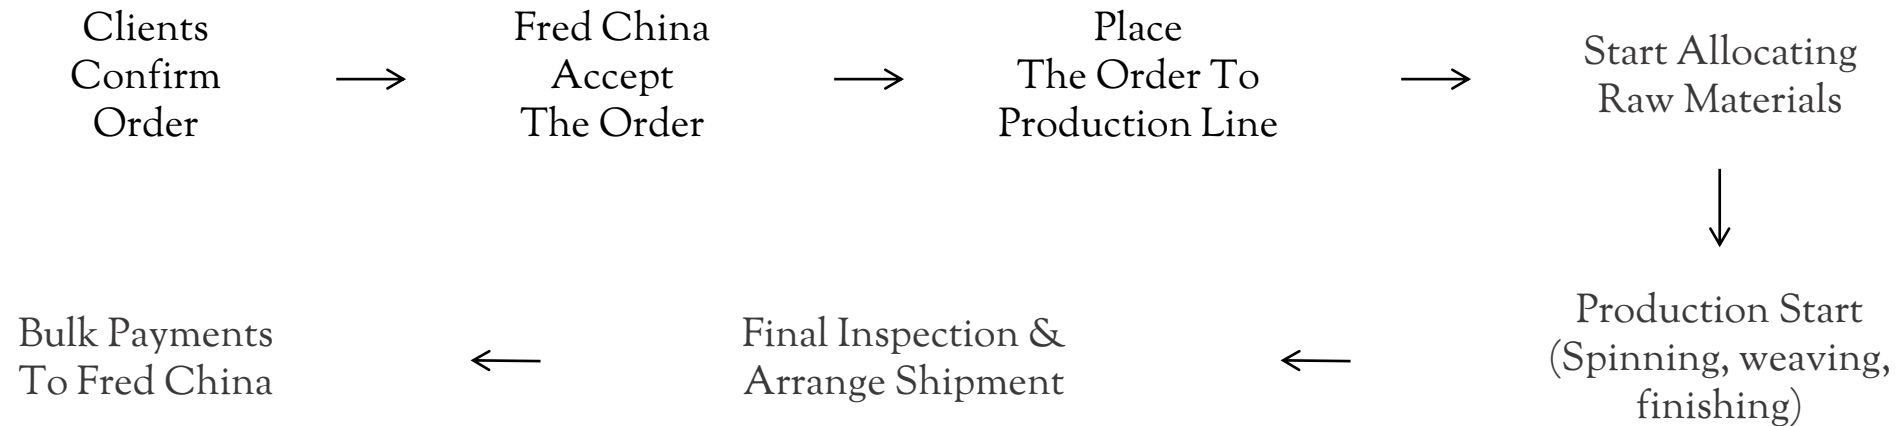 Clients
Confirm
Order
Fred China
Accept
The Order
Place
The Order To
Production Line
Start Allocating
Raw Materials
Production Start
(Spinning, weaving,
finishing)
Final Inspection &
Arrange Shipment
Bulk Payments
To Fred China